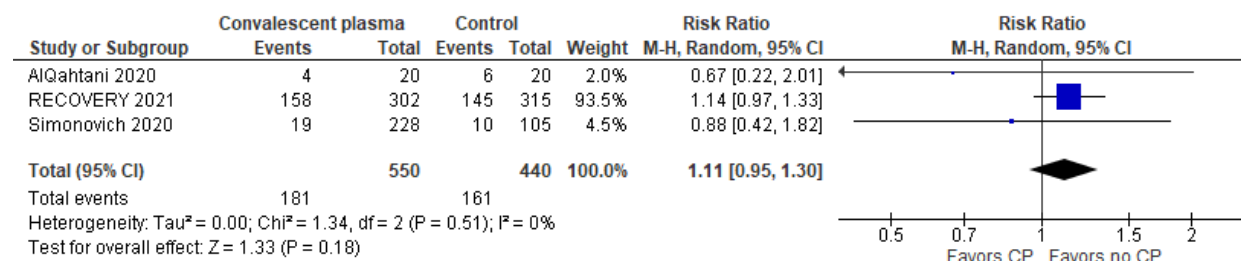 Convalescent plasma Control Risk Ratio Risk Ratio
Study or Subgroup Events Total Events Total Weight M-H, Random, 95% CI M-H, Random, 95% CI
AlQahtani 2020 4 20 6 20 2.0% 0.67 [0.22, 2.01]
RECOVERY 2021 158 302 145 315 93.5% 1.14 [0.97, 1.33]
Simonovich 2020 19 228 10 105 4.5% 0.88 [0.42, 1.82]
Total (95% CI) 550 440 100.0% 1.11 [0.95, 1.30]
Total events 181 161
Heterogeneity: Tau² = 0.00; Chi² = 1.34, df = 2 (P = 0.51); I² = 0%
Test for overall effect: Z = 1.33 (P = 0.18)
0.5 0.7 1 1.5 2
Favors CP Favors no CP